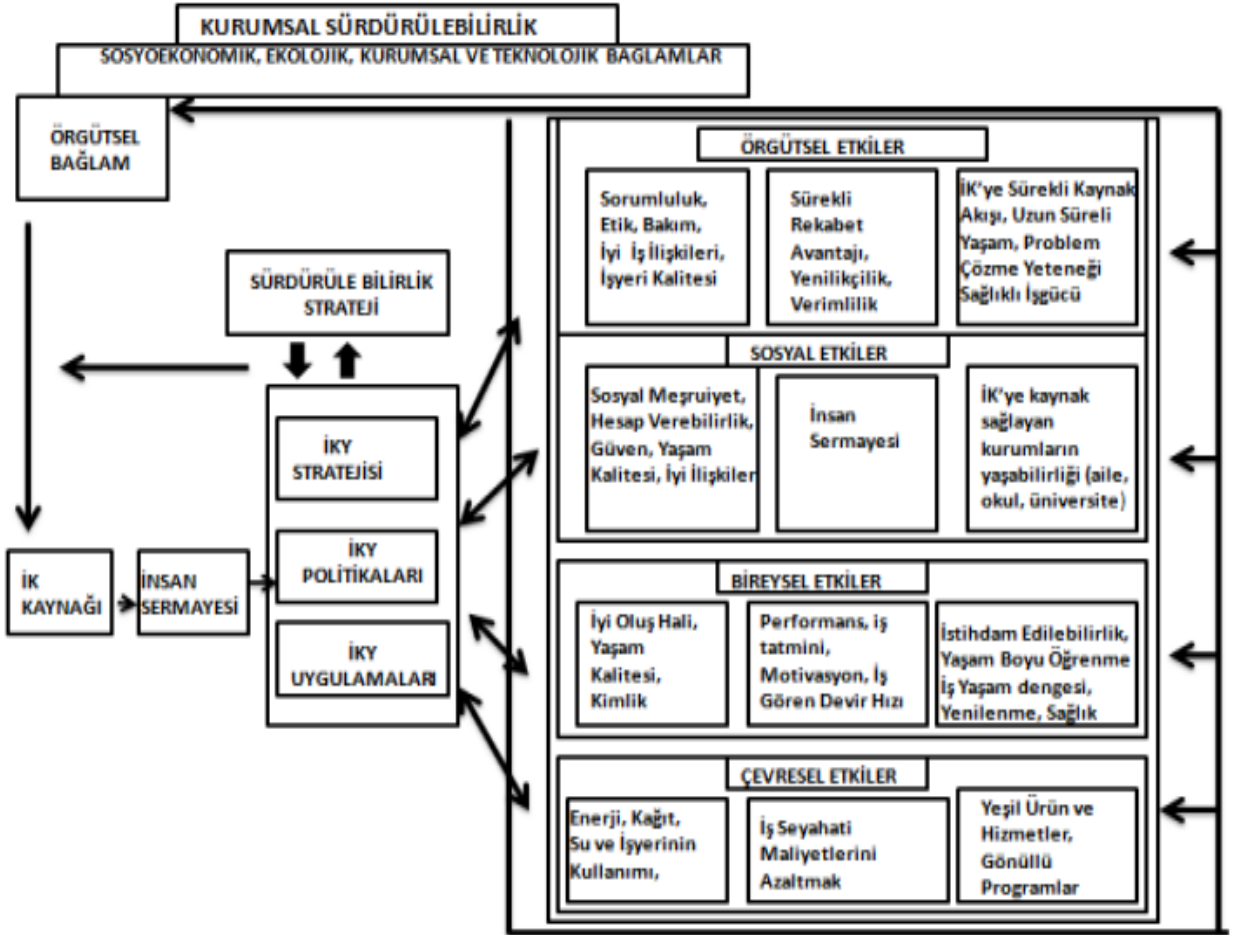 KURUMSAL SÜRDÜRÜLEBİLİRLİK
SOSYOEKONOMIK, EKOLOJIK, KURUMSAL VE TEKNOLOJIK BAGLAMLAR
ÖRGÜTSEL
BAĞLAM
SÜRDÜRÜLE BİLİRLİK
STRATEJİ
İKY
STRATEJİSİ
İKY
POLİTİKALARI
İKY
UYGULAMALARI
İK
KAYNAĞI
İNSAN
SERMAYESİ
ÖRGÜTSEL ETKİLER
Sorumluluk,
Etik, Bakım,
İyi İş İlişkileri,
İşyeri Kalitesi
Sürekli
Rekabet
Avantajı,
Yenilikçilik,
Verimlilik
İK'ye Sürekli Kaynak
Akışı, Uzun Süreli
Yaşam, Problem
Çözme Yeteneği
Sağlıklı İşgücü
SOSYAL ETKİLER
Sosyal Meşruiyet,
Hesap Verebilirlik,
Güven, Yaşam
Kalitesi, İyi İlişkiler
İnsan
Sermayesi
İK'ye kaynak
sağlayan
kurumların
yaşabilirliği (aile,
okul, üniversite)
BİREYSEL ETKİLER
İyi Oluş Hali,
Yaşam
Kalitesi,
Kimlik
Performans, iş
tatmini,
Motivasyon, İş
Gören Devir Hızı
İstihdam Edilebilirlik,
Yaşam Boyu Öğrenme
İş Yaşam dengesi,
Yenilenme, Sağlık
ÇEVRESEL ETKİLER
Enerji, Kağıt,
Su ve İşyerinin
Kullanımı,
İş Seyahati
Maliyetlerini
Azaltmak
Yeşil Ürün ve
Hizmetler,
Gönüllü
Programlar